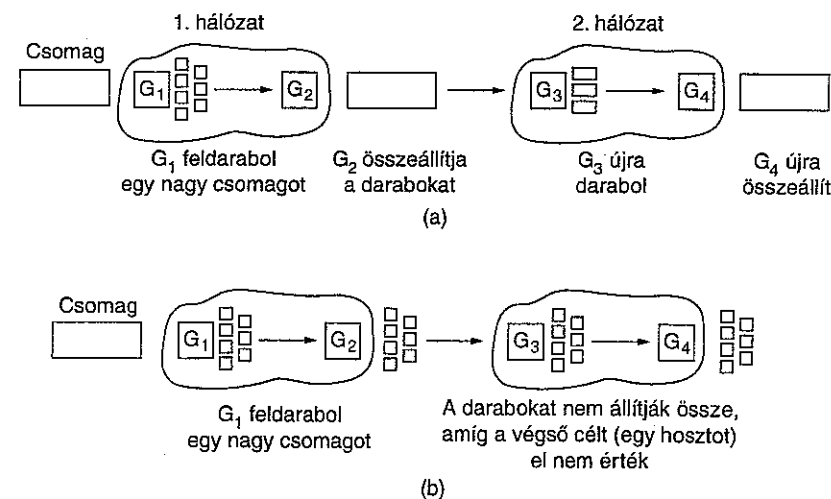 1. hálózat
2. hálózat
Csomag
G1
G2
G3
G4
G1 feldarabol
egy nagy csomagot
G2 összeállítja
a darabokat
G3 újra
darabol
G4 újra
összeállít
(a)
Csomag
G1
G2
G3
G4
G1 feldarabol
egy nagy csomagot
A darabokat nem állítják össze,
amíg a végső célt (egy hosztot)
el nem érték
(b)